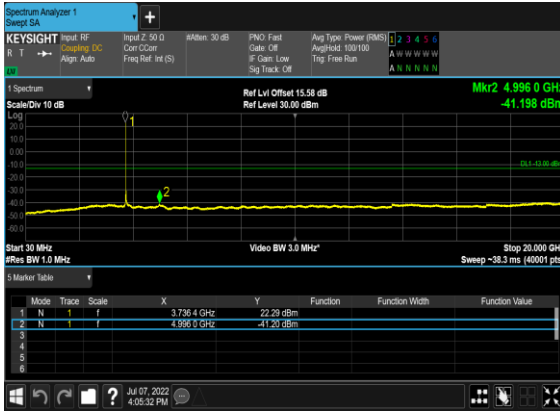 Spectrum Analyzer 1
Swept SA
+
KEYSIGHT Input: RF Input Z: 50 Ω #Atten: 30 dB PNO: Fast Avg Type: Power (RMS) 1 2 3 4 5 6
R T Coupling: DC Corr CCorr Gate: Off Avg|Hold: 100/100 A W W W W W
Align: Auto Freq Ref: Int (S) IF Gain: Low Trig: Free Run
Sig Track: Off A N N N N N
1 Spectrum
Ref Lvl Offset 15.58 dB Mkr2 4.996 0 GHz
Scale/Div 10 dB Ref Level 30.00 dBm -41.198 dBm
Log
20.0
10.0
0.00
-10.0
-20.0
-30.0
-40.0
-50.0
-60.0
1
2
DL1 -13.00 dBm
Start 30 MHz Video BW 3.0 MHz* Stop 20.000 GHz
#Res BW 1.0 MHz Sweep ~38.3 ms (40001 pts)
5 Marker Table
Mode Trace Scale X Y Function Function Width Function Value
1 N 1 f 3.736 4 GHz 22.29 dBm
2 N 1 f 4.996 0 GHz -41.20 dBm
3
4
5
6
? Jul 07, 2022
4:05:32 PM